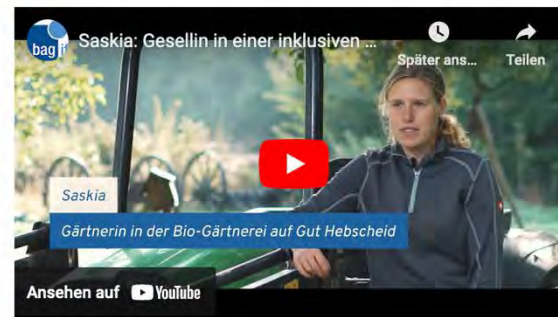 bag if
Saskia: Gesellin in einer inklusiven ...
Später ans...
Teilen
Saskia
Gärtnerin in der Bio-Gärtnerei auf Gut Hebscheid
Ansehen auf YouTube